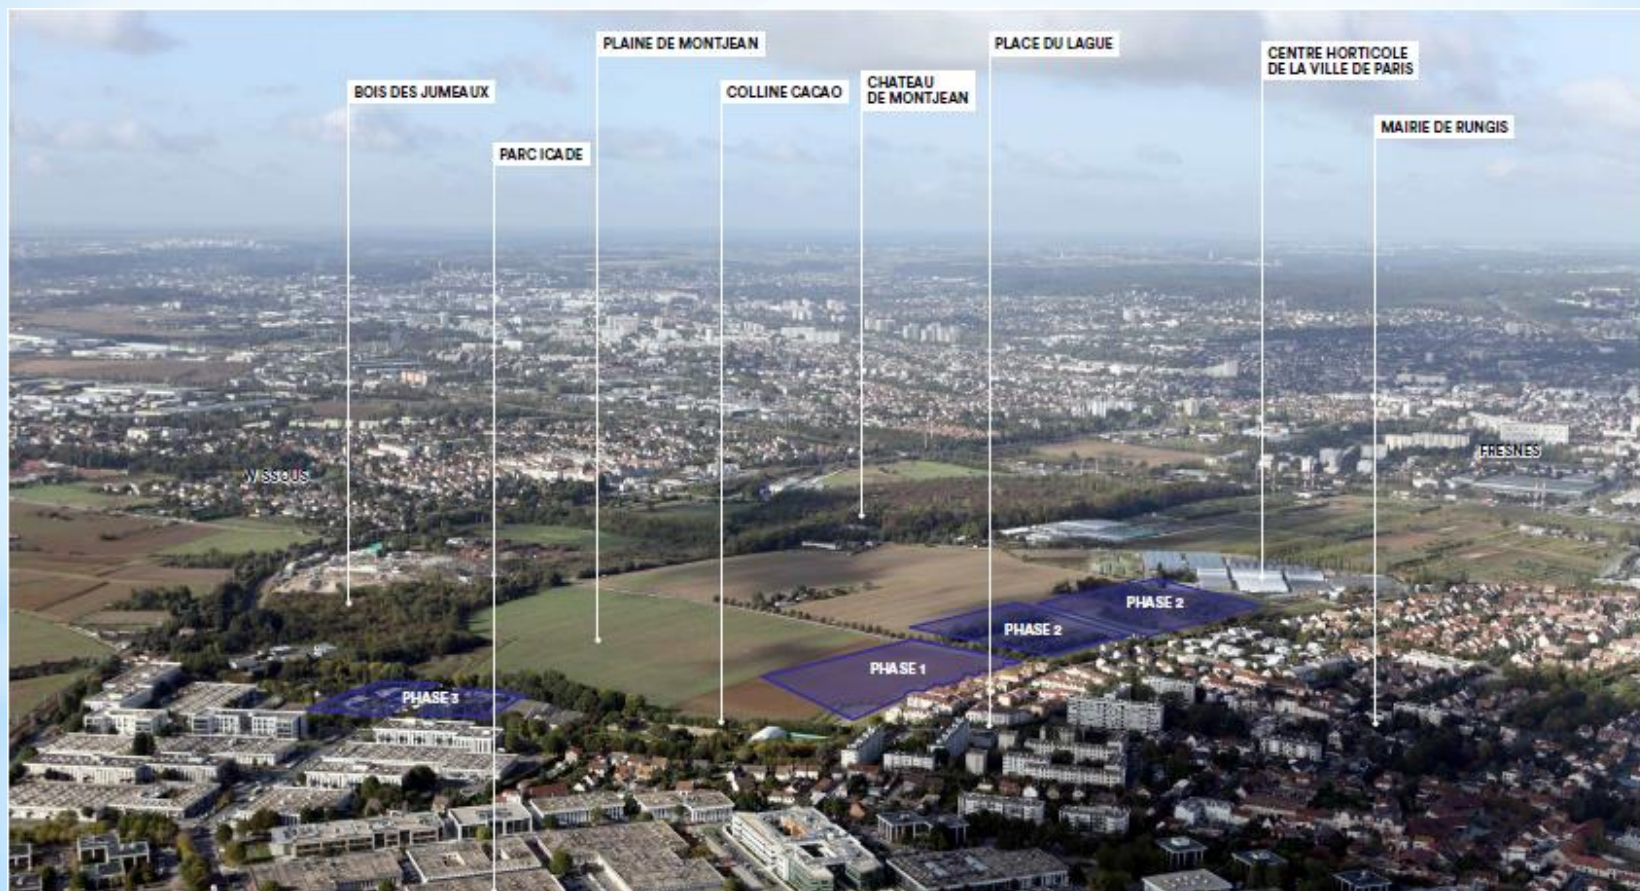 PLAINE DE MONTJEAN
PLACE DU LAGUE
CENTRE HORTICOLE
DE LA VILLE DE PARIS
BOIS DES JUMEAUX
COLLINE CACAO
CHATEAU
DE MONTJEAN
MAIRIE DE RUNGIS
PARC ICADE
FRESNES
WISSOUS
PHASE 2
PHASE 2
PHASE 1
PHASE 3